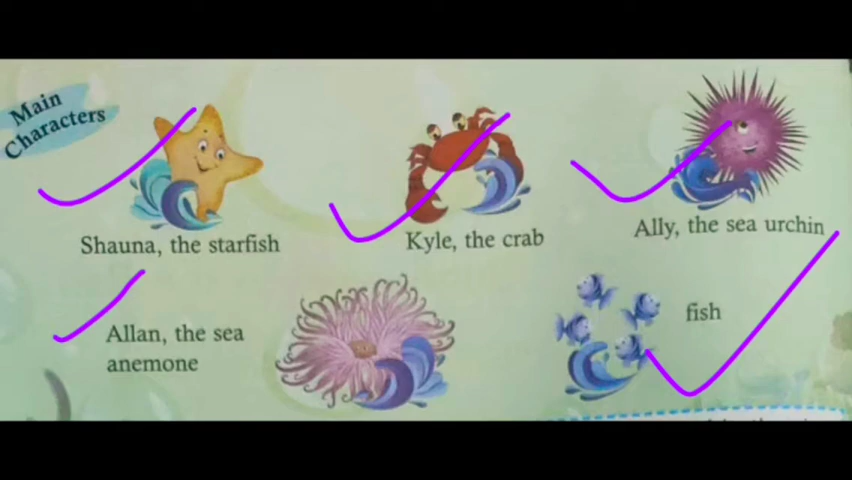 Main
Characters
Shauna, the starfish
Kyle, the crab
Ally, the sea urchin
Allan, the sea
anemone
fish